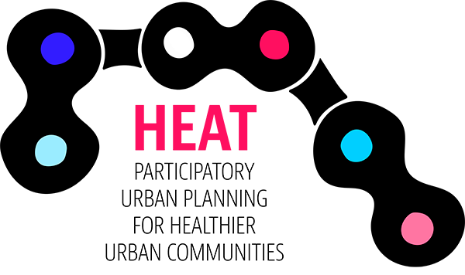 HEAT
PARTICIPATORY
URBAN PLANNING
FOR HEALTHIER
URBAN COMMUNITIES